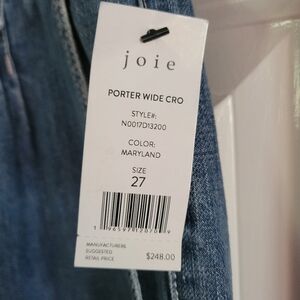 joie
PORTER WIDE CRO
STYLE#:
N0017D13200
COLOR:
MARYLAND
SIZE
27
MANUFACTURERS
SUGGESTED
RETAIL PRICE
$248.00